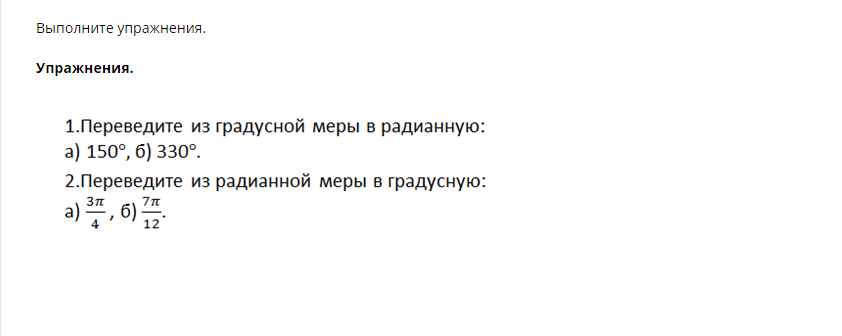 Выполните упражнения.
Упражнения.
1.Переведите из градусной меры в радианную:
а) 150°, б) 330°.
2.Переведите из радианной меры в градусную:
а) 3π/4 , б) 7π/12.